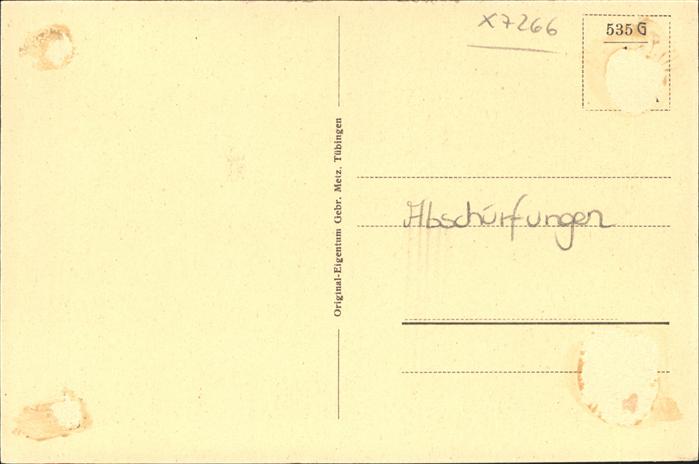 X7266
535 G
Original-Eigentum Gebr. Metz, Tübingen
Abschürfungen